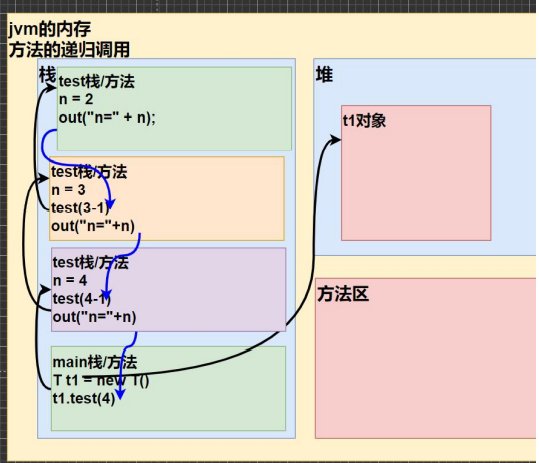 jvm的内存
方法的递归调用
栈
test栈/方法
n = 2
out("n=" + n);
test栈/方法
n = 3
test(3-1)
out("n="+n)
test栈/方法
n = 4
test(4-1)
out("n="+n)
main栈/方法
T t1 = new T()
t1.test(4)
堆
t1对象
方法区